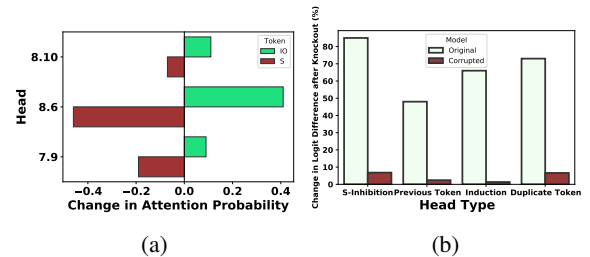 Head
8.10
8.6
7.9
−0.4 −0.2 0.0 0.2 0.4
Change in Attention Probability
Token
IO
S
(a)
Change in Logit Difference after Knockout (%)
80
70
60
50
40
30
20
10
0
S-Inhibition Previous Token Induction Duplicate Token
Head Type
Model
Original
Corrupted
(b)